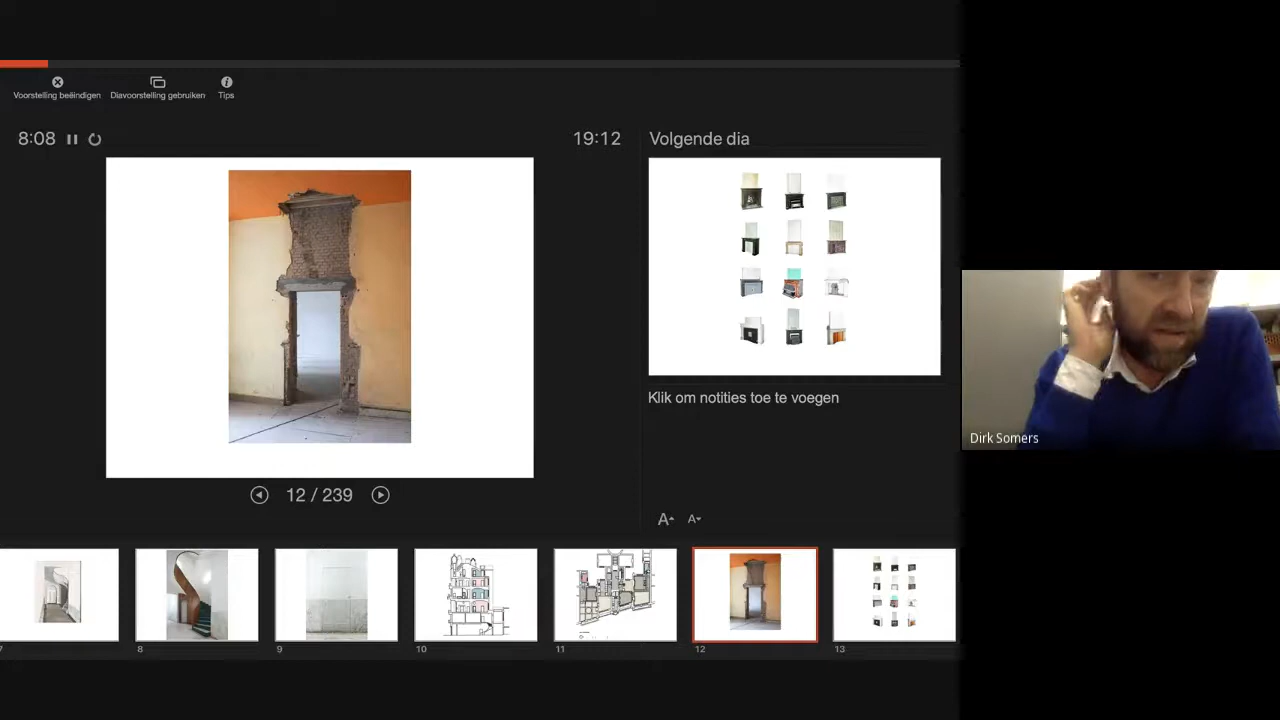 Voorstelling beëindigen Diavoorstelling gebruiken Tips
8:08 19:12 Volgende dia
Klik om notities toe te voegen
Dirk Somers
12 / 239
A A
7 8 9 10 11 12 13